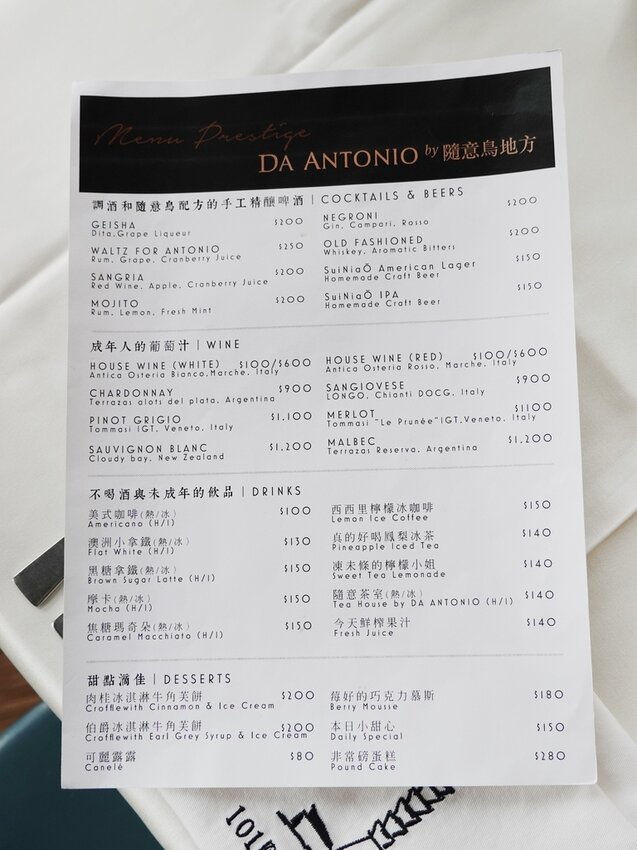 Menu Prestige
DA ANTONIO by 隨意鳥地方
調酒和隨意鳥配方的手工精釀啤酒 | COCKTAILS & BEERS
GEISHA $200
Dita,Grape Liqueur
WALTZ FOR ANTONIO $250
Rum, Grape, Cranberry Juice
SANGRIA $200
Red Wine, Apple, Cranberry Juice
MOJITO $200
Rum, Lemon, Fresh Mint
NEGRONI $200
Gin, Campari, Rosso
OLD FASHIONED $200
Whiskey, Aromatic Bitters
SuiNiaŌ American Lager $150
Homemade Craft Beer
SuiNiaŌ IPA $150
Homemade Craft Beer
成年人的葡萄汁 | WINE
HOUSE WINE (WHITE) $100/$600
Antica Osteria Bianco,Marche, Italy
CHARDONNAY $900
Terrazas alots del plata, Argentina
PINOT GRIGIO $1,100
Tommasi IGT, Veneto, Italy
SAUVIGNON BLANC $1,200
Cloudy bay, New Zealand
HOUSE WINE (RED) $100/$600
Antica Osteria Rosso, Marche, Italy
SANGIOVESE $900
LONGO, Chianti DOCG, Italy
MERLOT $1100
Tommasi "Le Prunée"IGT,Veneto, Italy
MALBEC $1,200
Terrazas Reserva, Argentina
不喝酒與未成年的飲品 | DRINKS
美式咖啡(熱/冰) $100
Americano (H/I)
澳洲小拿鐵(熱/冰) $130
Flat White (H/I)
黑糖拿鐵(熱/冰) $150
Brown Sugar Latte (H/I)
摩卡(熱/冰) $150
Mocha (H/I)
焦糖瑪奇朵(熱/冰) $150
Caramel Macchiato (H/I)
西西里檸檬冰咖啡 $150
Lemon Ice Coffee
真的好喝鳳梨冰茶 $140
Pineapple Iced Tea
凍未條的檸檬小姐 $140
Sweet Tea Lemonade
隨意茶室(熱/冰) $140
Tea House by DA ANTONIO (H/I)
今天鮮榨果汁 $140
Fresh Juice
甜點滴佳 | DESSERTS
肉桂冰淇淋牛角芙餅 $200
Crofflewith Cinnamon & Ice Cream
伯爵冰淇淋牛角芙餅 $200
Crofflewith Earl Grey Syrup & Ice Cream
可麗露露 $80
Canelé
莓好的巧克力慕斯 $180
Berry Mousse
本日小甜心 $150
Daily Special
非常磅蛋糕 $280
Pound Cake